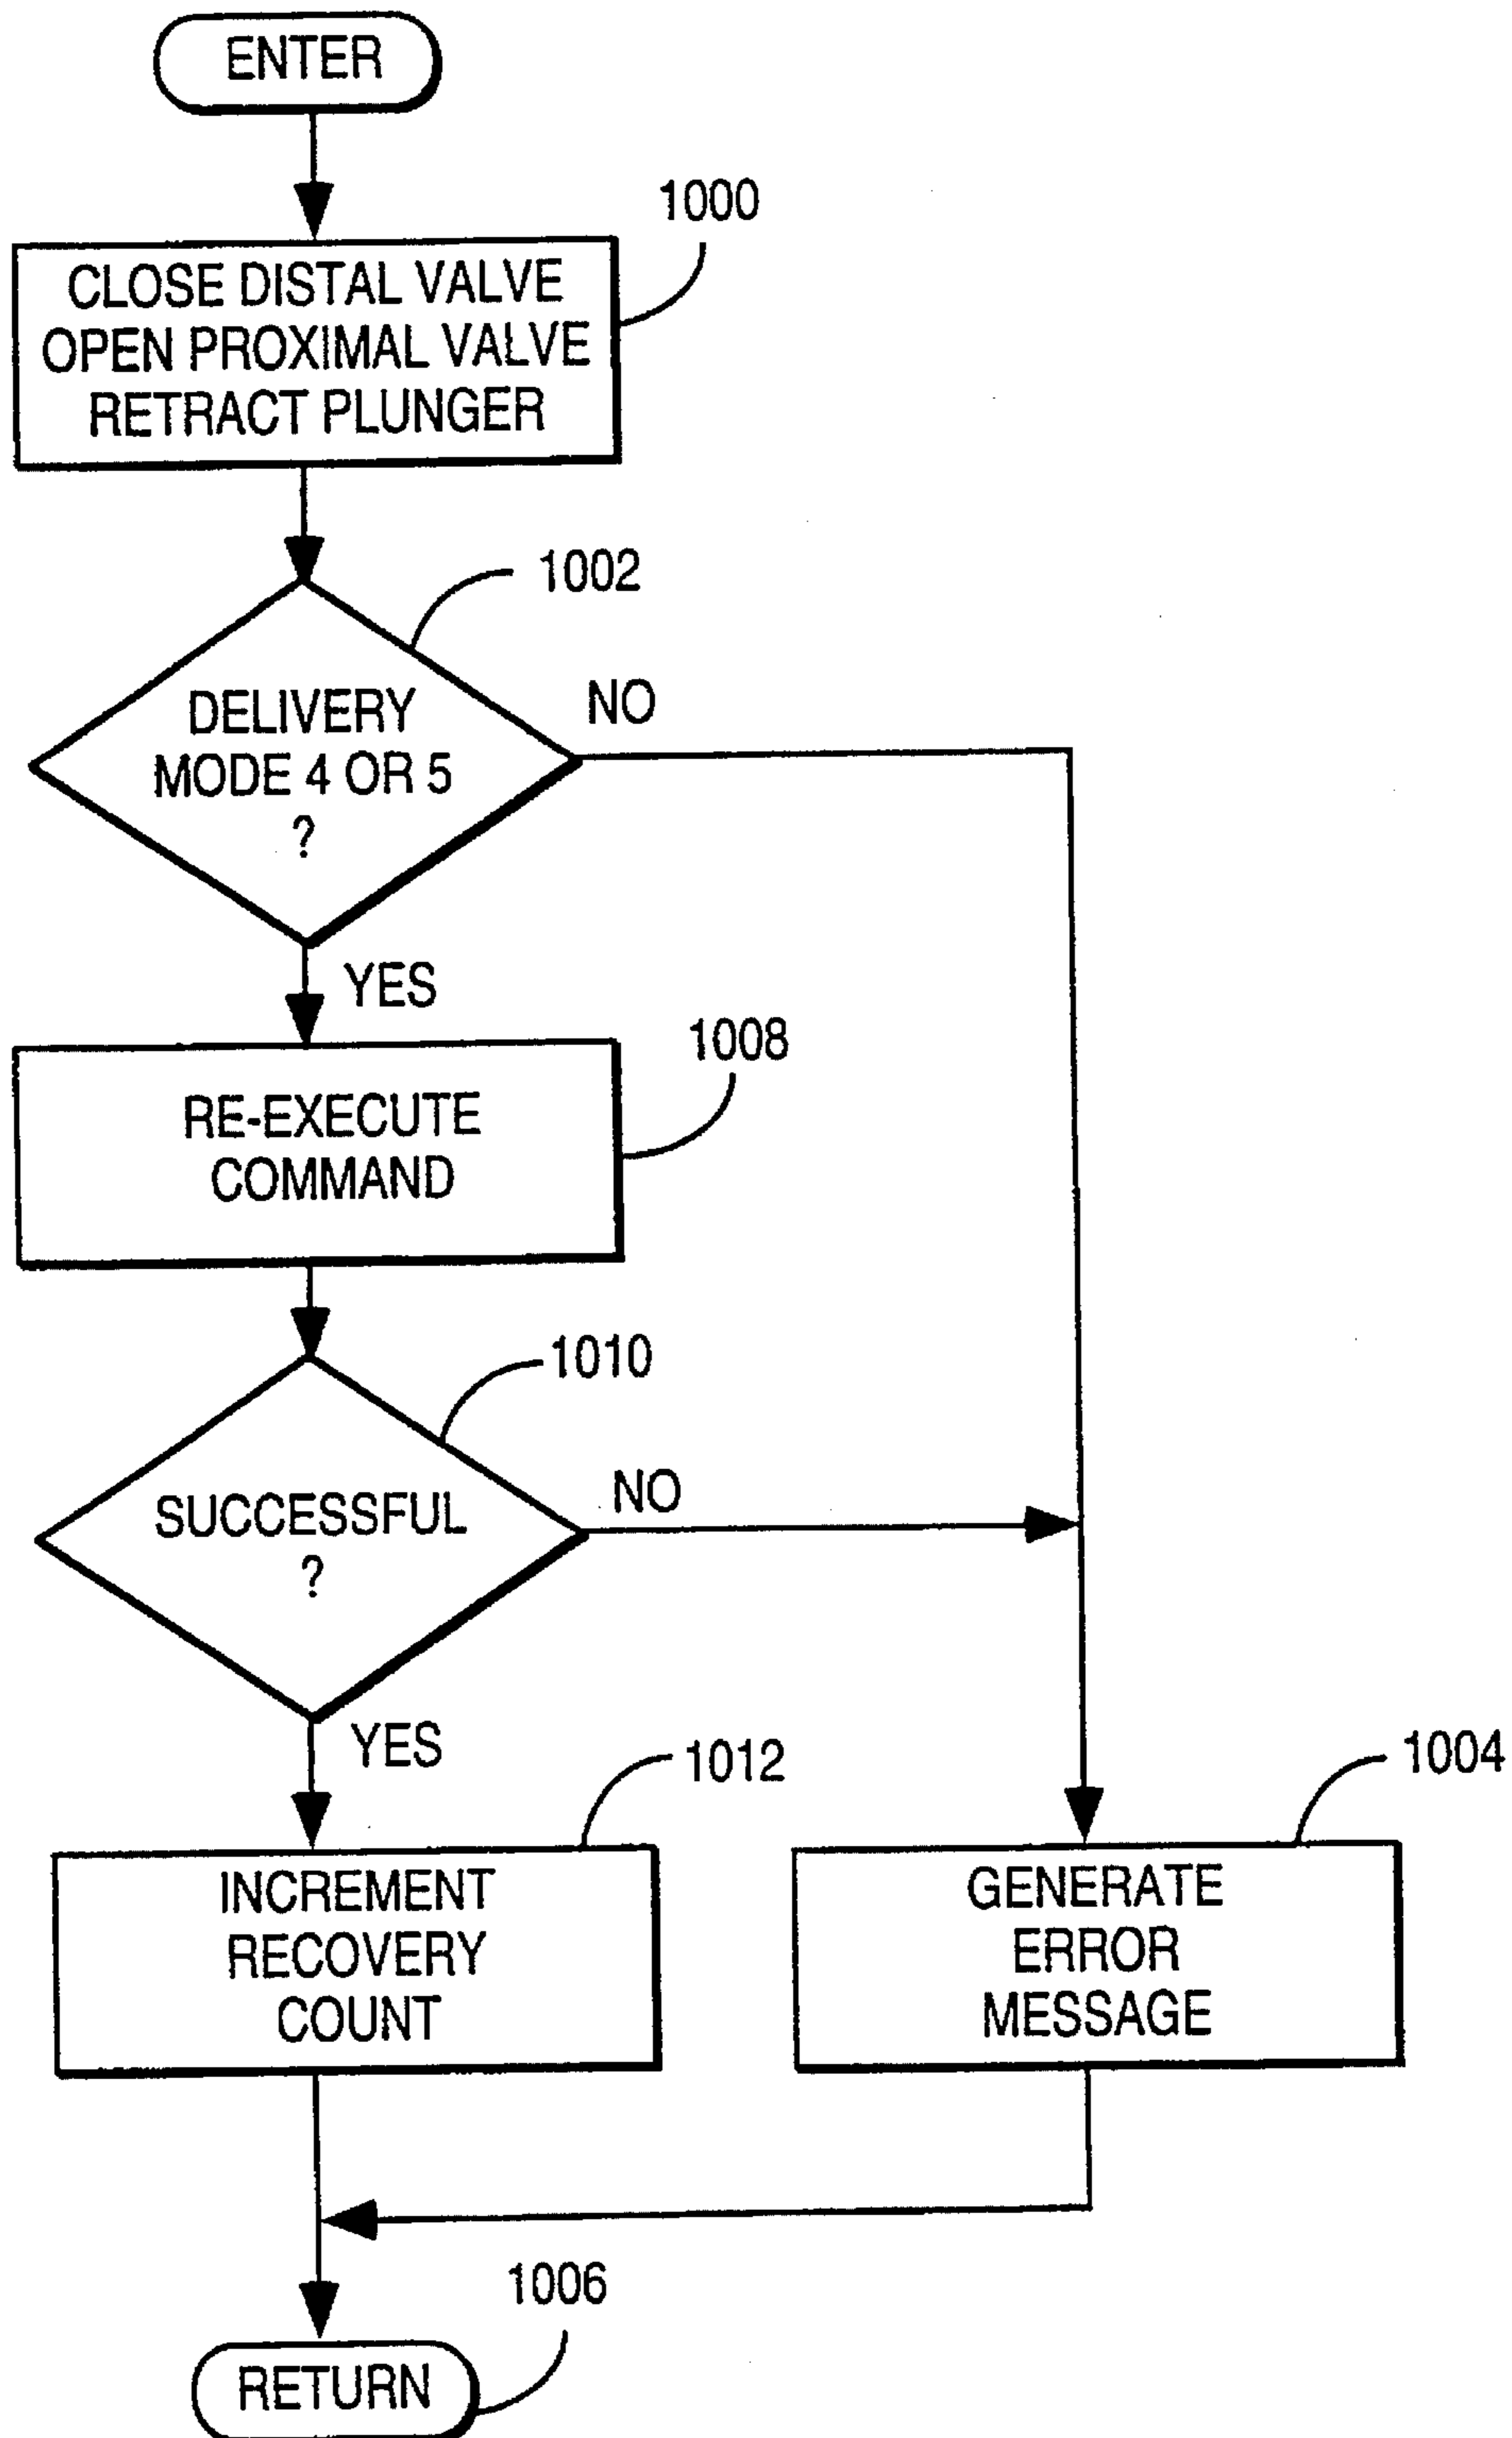 ENTER
1000
CLOSE DISTAL VALVE
OPEN PROXIMAL VALVE
RETRACT PLUNGER
1002
DELIVERY
MODE 4 OR 5
?
NO
YES
1008
RE-EXECUTE
COMMAND
1010
SUCCESSFUL
?
NO
YES
1012
INCREMENT
RECOVERY
COUNT
1004
GENERATE
ERROR
MESSAGE
1006
RETURN